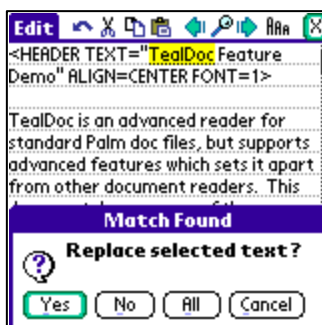 Edit AAA
<HEADER TEXT="TealDoc Feature
Demo" ALIGN=CENTER FONT=1>
TealDoc is an advanced reader for
standard Palm doc files, but supports
advanced features which sets it apart
from other document readers. This
Match Found
Replace selected text?
Yes No All Cancel